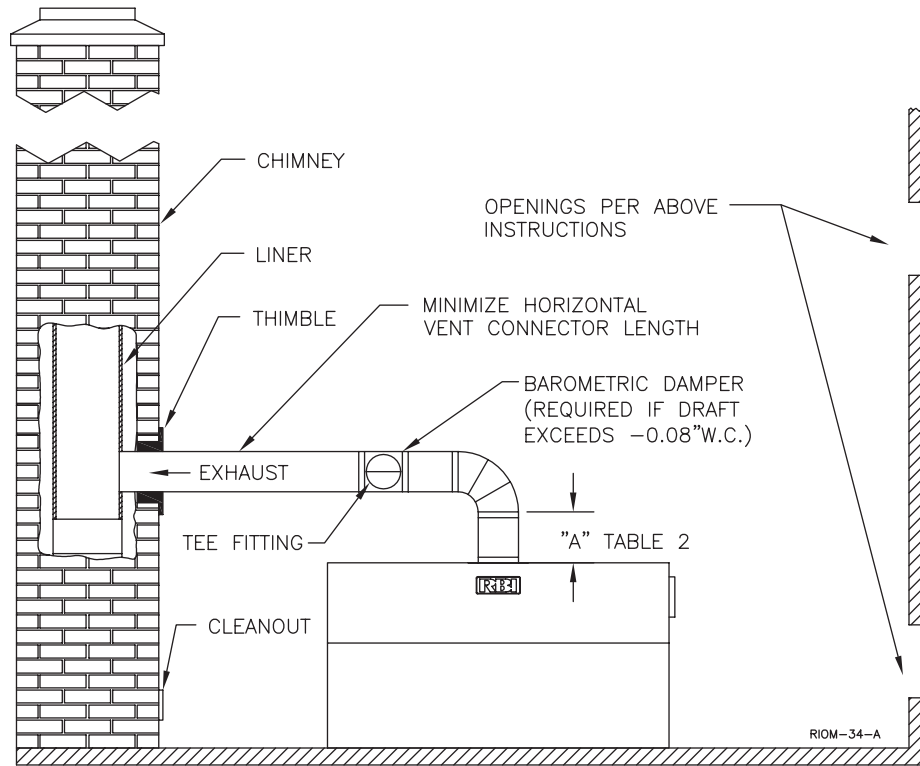 CHIMNEY
OPENINGS PER ABOVE
INSTRUCTIONS
LINER
MINIMIZE HORIZONTAL
VENT CONNECTOR LENGTH
THIMBLE
BAROMETRIC DAMPER
(REQUIRED IF DRAFT
EXCEEDS −0.08"W.C.)
EXHAUST
TEE FITTING
"A" TABLE 2
RBI
CLEANOUT
RIOM−34−A